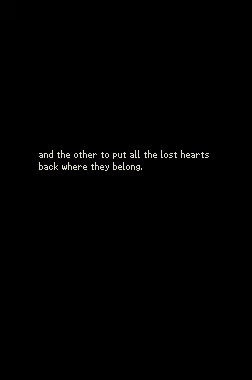 and the other to put all the lost hearts
back where they belong.